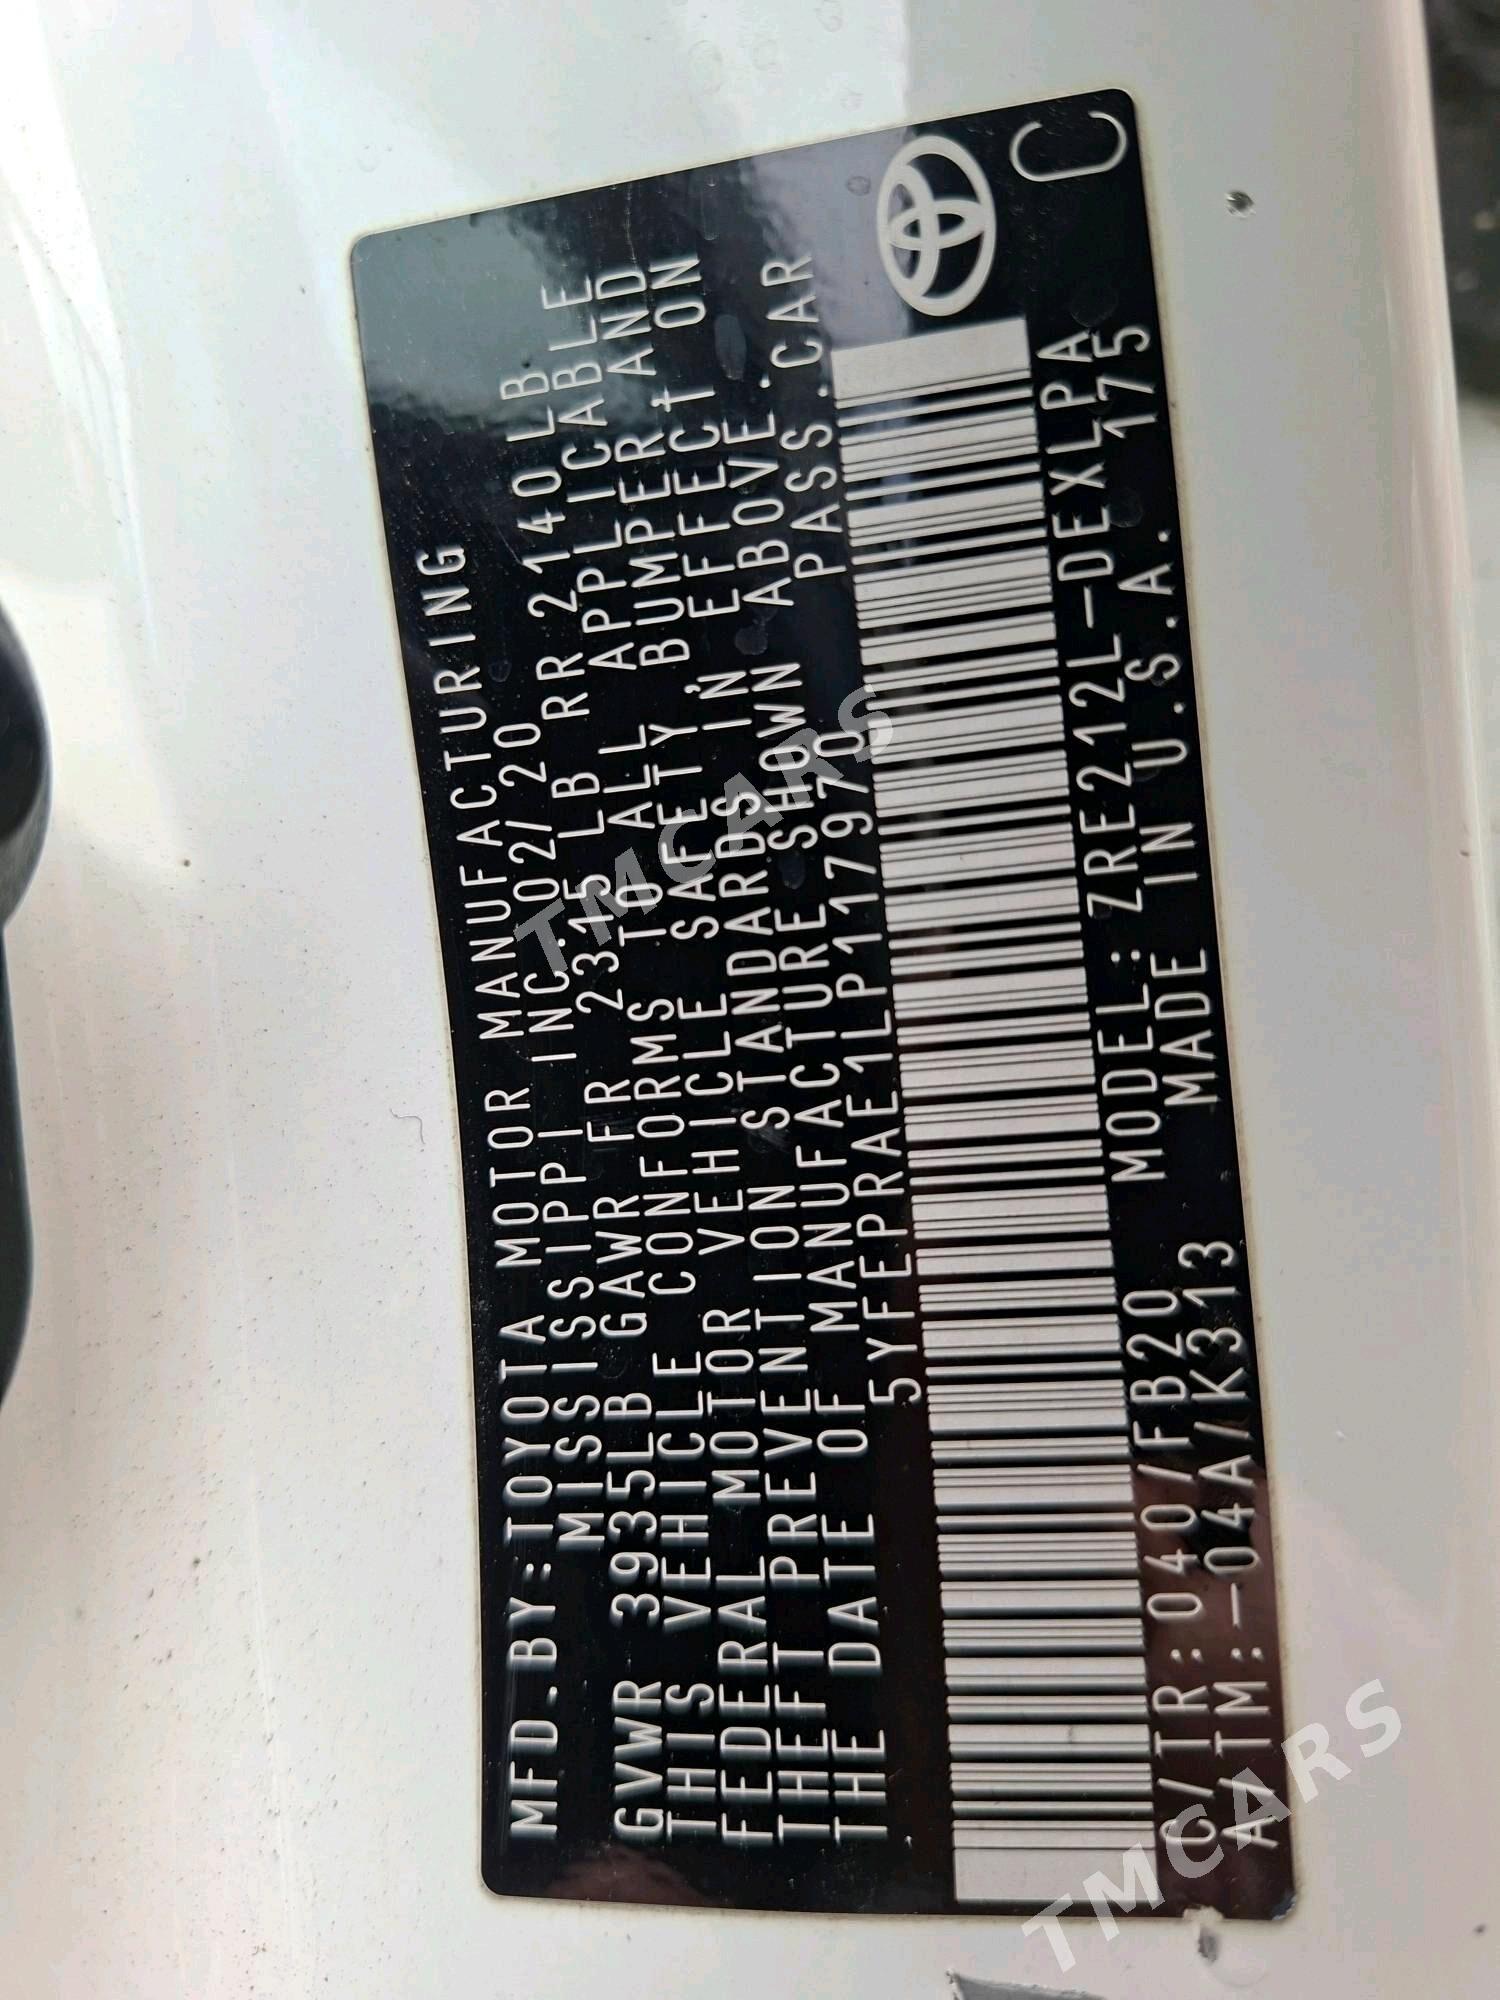 MFD.BY:TOYOTA MOTOR MANUFACTURING
MISSISSIPPI INC. 02/20
GVWR 3935LB GAWR FR 2315 LB RR 2140LB
THIS VEHICLE CONFORMS TO ALL APPLICABLE
FEDERAL MOTOR VEHICLE SAFETY, BUMPER, AND
THEFT PREVENTION STANDARDS IN EFFECT ON
THE DATE OF MANUFACTURE SHOWN ABOVE.
5YFEPRAE1LP117970 PASS.CAR
C/TR:040/FB20 MODEL:ZRE212L-DEXLPA
A/TM:-04A/K313 MADE IN U.S.A. 175
C
TMCARS
TMCARS